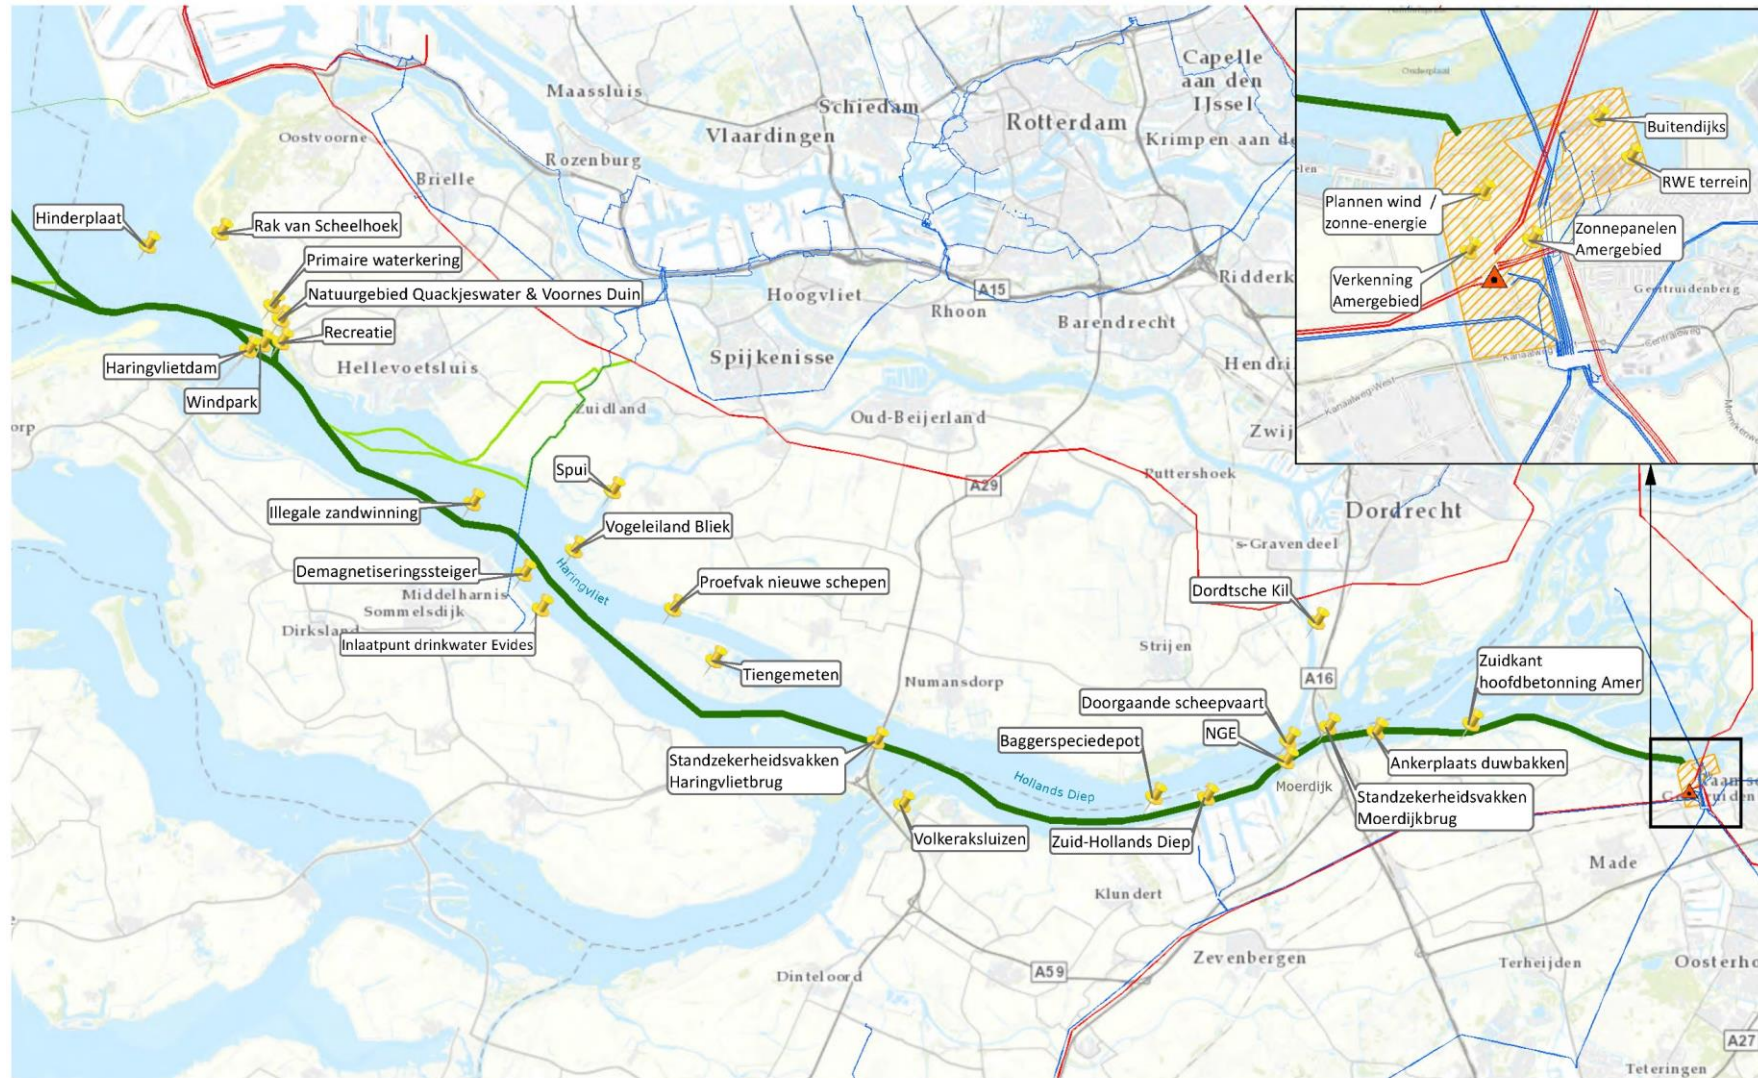 Maassluis
Capelle
aan den
IJssel
Schiedam
Vlaardingen
Rotterdam
Krimpen aan de
Oostvoorne
Rozenburg
Brielle
Hinderplaat
Rak van Scheelhoek
Primaire waterkering
Natuurgebied Quackjeswater & Voornes Duin
Recreatie
Haringvlietdam
Windpark
Hellevoetsluis
Hoogvliet
A15
Rhoon
Ridderk
Barendrecht
Spijkenisse
Hendri
Zuidland
Oud-Beijerland
Zwij
orp
Spui
Puttershoek
A29
Dordrecht
Illegale zandwinning
Vogeleiland Bliek
's-Gravendeel
Haringvliet
Demagnetiseringssteiger
Proefvak nieuwe schepen
Dordtsche Kil
Middelharnis
Sommelsdijk
Dirksland
Inlaatpunt drinkwater Evides
Strijen
Tiengemeten
Numansdorp
A16
Zuidkant
hoofdbetonning Amer
Doorgaande scheepvaart
NGE
Baggerspeciedepot
Standzekerheidsvakken
Haringvlietbrug
Hollands Diep
Moerdijk
Ankerplaats duwbakken
Standzekerheidsvakken
Moerdijkbrug
Volkeraksluizen
Zuid-Hollands Diep
Made
Klundert
Zevenbergen
Terheijden
Oosterho
Dinteloord
A59
A27
Teteringen
Buitendijks
RWE terrein
Plannen wind /
zonne-energie
Zonnepanelen
Amergebied
Verkenning
Amergebied
Geertruidenberg
Kanaalweg
Centraleweg
Kanaalweg-West